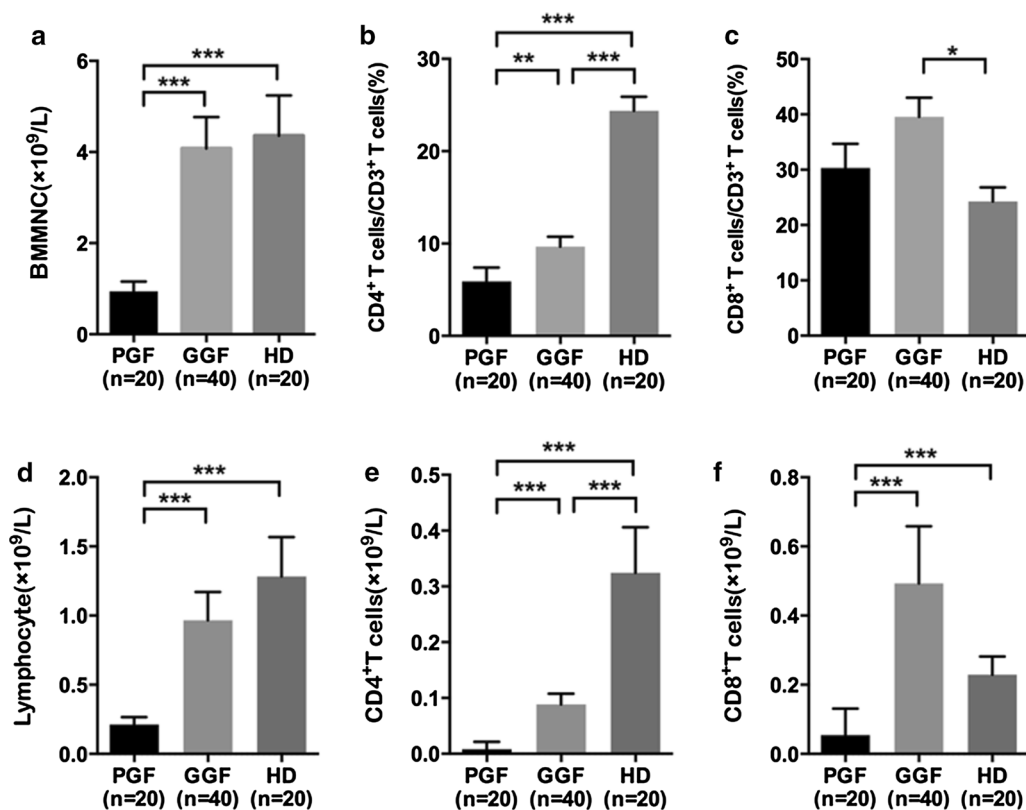 a
BMMNC(×10⁹/L)
6
4
2
0
***
***
PGF GGF HD
(n=20) (n=40) (n=20)
b
CD4⁺T cells/CD3⁺T cells(%)
30
20
10
0
***
** ***
PGF GGF HD
(n=20) (n=40) (n=20)
c
CD8⁺T cells/CD3⁺T cells(%)
50
40
30
20
10
0
*
PGF GGF HD
(n=20) (n=40) (n=20)
d
Lymphocyte(×10⁹/L)
2.0
1.5
1.0
0.5
0.0
***
***
PGF GGF HD
(n=20) (n=40) (n=20)
e
CD4⁺T cells(×10⁹/L)
0.5
0.4
0.3
0.2
0.1
0.0
***
*** ***
PGF GGF HD
(n=20) (n=40) (n=20)
f
CD8⁺T cells(×10⁹/L)
0.8
0.6
0.4
0.2
0.0
***
***
PGF GGF HD
(n=20) (n=40) (n=20)